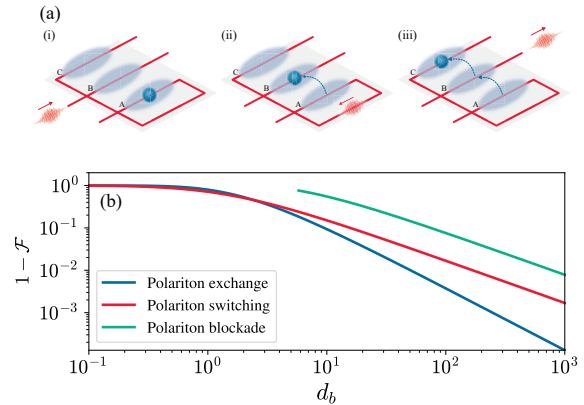 (a)
(i)
(ii)
(iii)
C
B
A
C
B
A
C
B
A
(b)
10^0
10^{-1}
10^{-2}
10^{-3}
1 − 𝓕
Polariton exchange
Polariton switching
Polariton blockade
10^{-1}
10^0
10^1
10^2
10^3
d_b